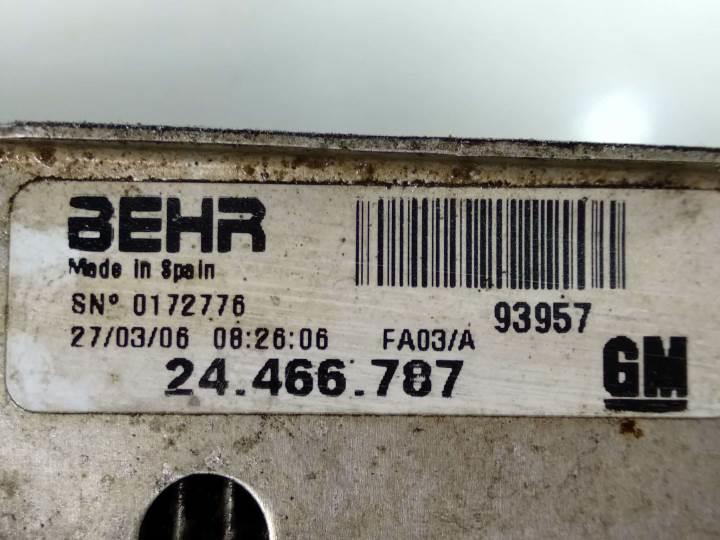 BEHR
Made in Spain
SNº 0172776
93957
27/03/06 08:26:06 FA03/A
24.466.787
GM